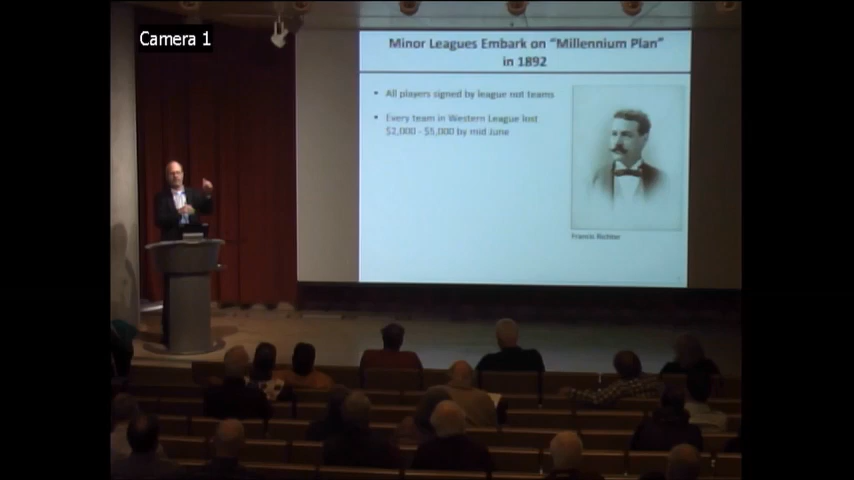 Camera 1
Minor Leagues Embark on “Millennium Plan”
in 1892
• All players signed by league not teams
• Every team in Western League lost
$2,000 - $5,000 by mid June
Francis Richter